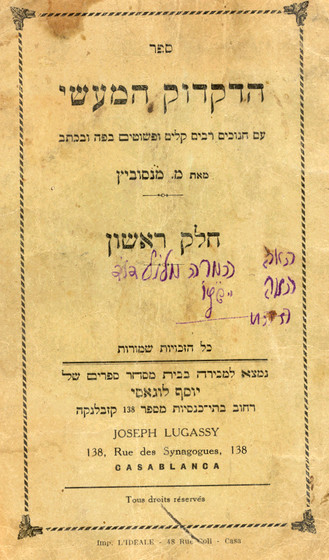 ספר
הדקדוק המעשי
עם חנוכים רבים קלים ופשוטים בפה ובכתב
מאת מ. מנסובין
חלק ראשון
המורה
כל הזכויות שמורות
נמצא למכירה בבית מסחר ספרים של
יוסף לוגאסי
רחוב בתי־כנסיות מספר 138 קזבלנקה
JOSEPH LUGASSY
138, Rue des Synagogues, 138
CASABLANCA
Tous droits réservés
Imp. L'IDEALE - 48 Rue Coli - Casa